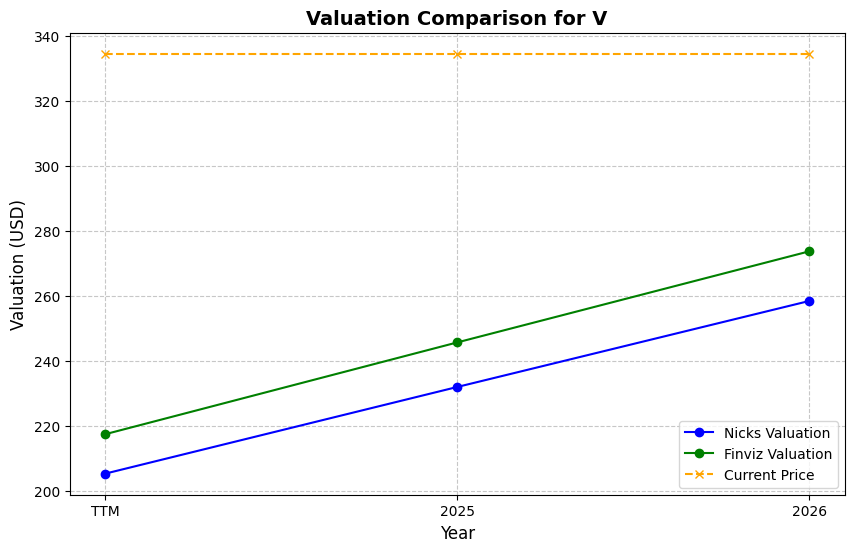 Valuation Comparison for V
Valuation (USD)
340
320
300
280
260
240
220
200
TTM
2025
2026
Year
Nicks Valuation
Finviz Valuation
Current Price